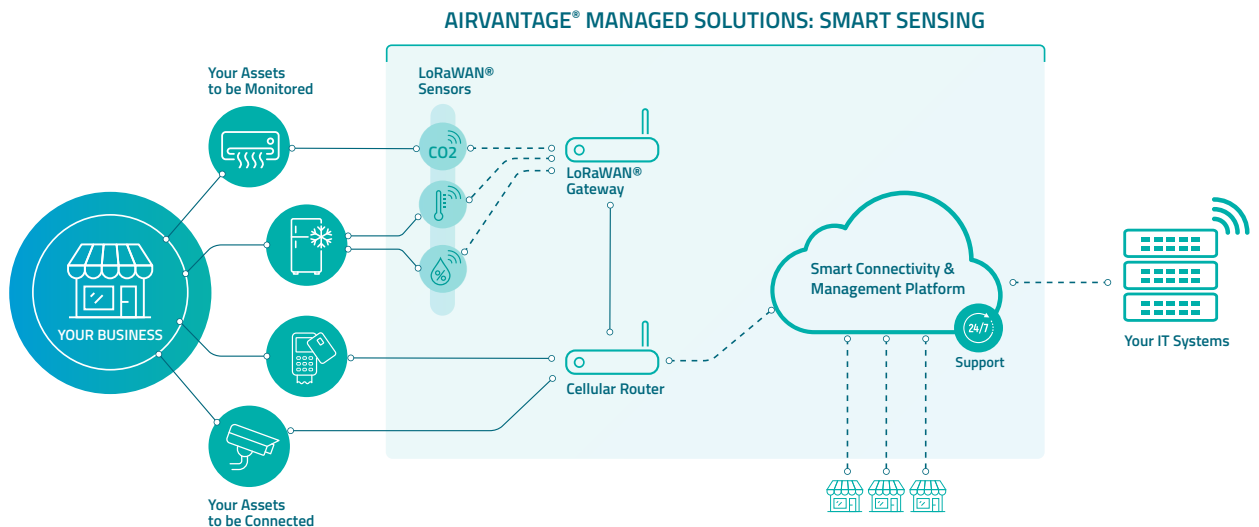 AIRVANTAGE® MANAGED SOLUTIONS: SMART SENSING
Your Assets
to be Monitored
LoRaWAN®
Sensors
CO2
LoRaWAN®
Gateway
%
YOUR BUSINESS
Smart Connectivity &
Management Platform
24/7
Support
Your IT Systems
Cellular Router
Your Assets
to be Connected